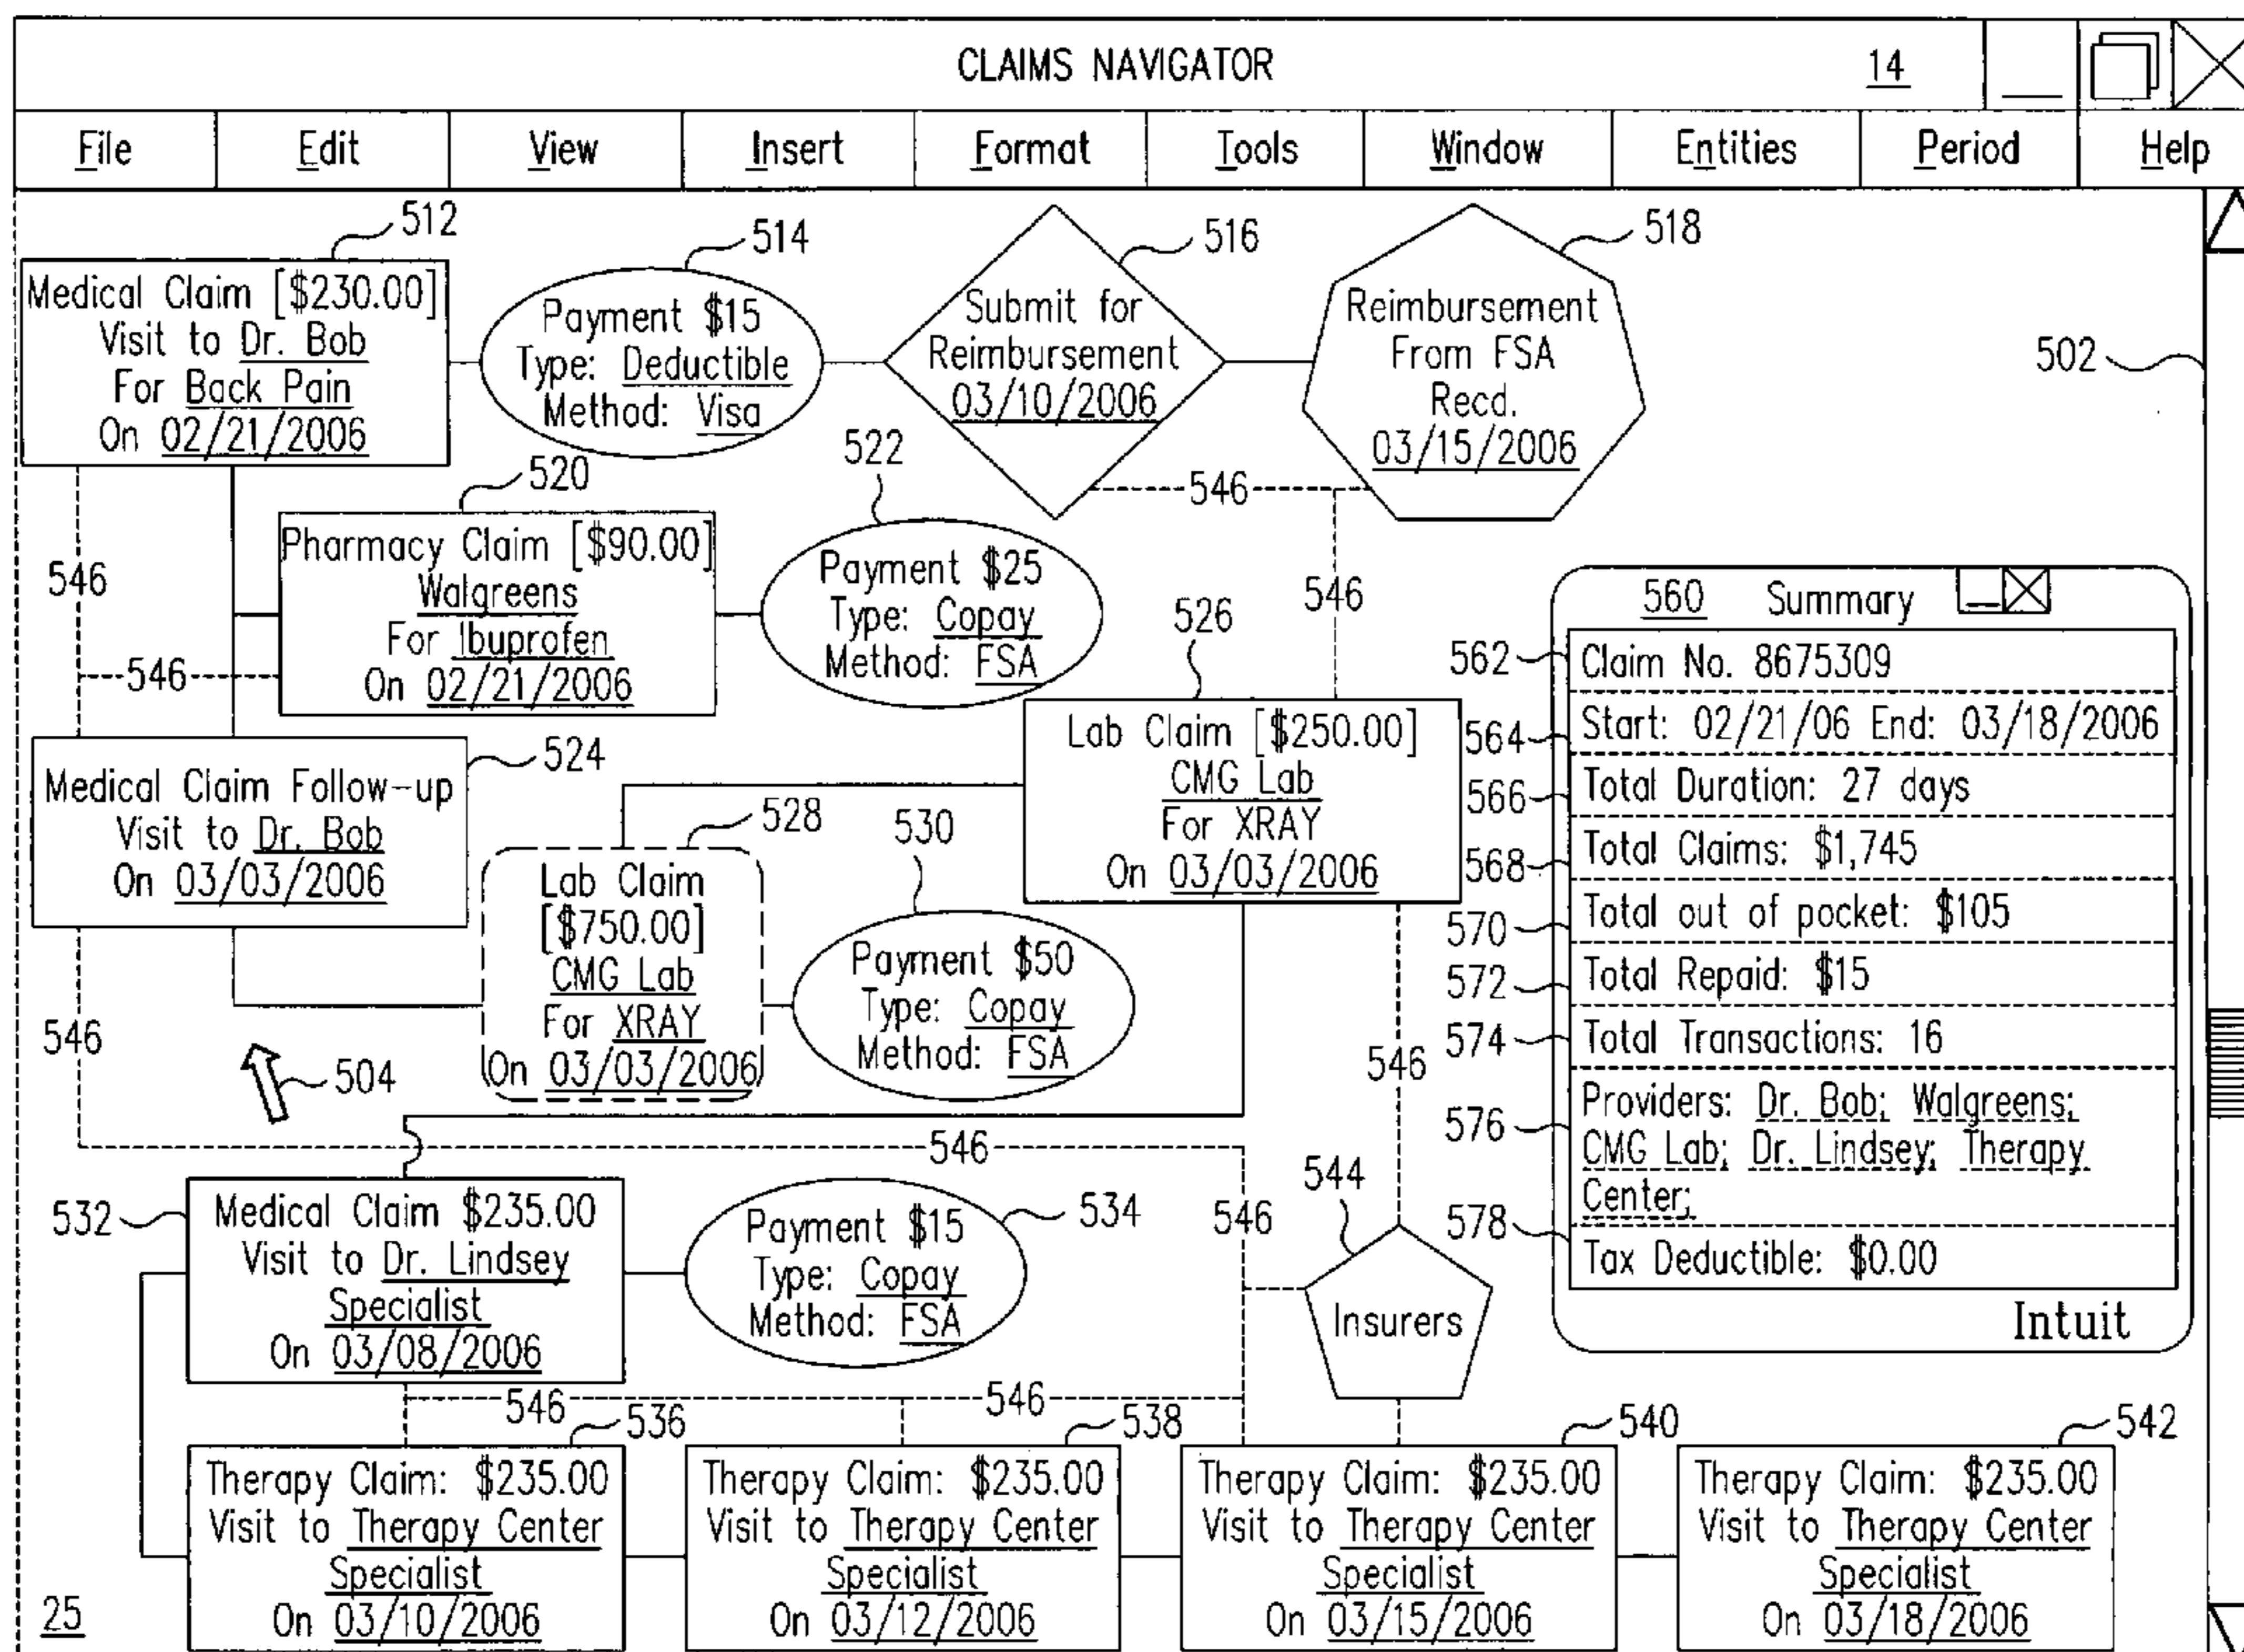 CLAIMS NAVIGATOR
14
File Edit View Insert Format Tools Window Entities Period Help
512
Medical Claim [$230.00]
Visit to Dr. Bob
For Back Pain
On 02/21/2006
514
Payment $15
Type: Deductible
Method: Visa
516
Submit for
Reimbursement
03/10/2006
518
Reimbursement
From FSA
Recd.
03/15/2006
502
546
546
546
546
520
Pharmacy Claim [$90.00]
Walgreens
For Ibuprofen
On 02/21/2006
522
Payment $25
Type: Copay
Method: FSA
524
Medical Claim Follow-up
Visit to Dr. Bob
On 03/03/2006
526
Lab Claim [$250.00]
CMG Lab
For XRAY
On 03/03/2006
528
Lab Claim
[$750.00]
CMG Lab
For XRAY
On 03/03/2006
530
Payment $50
Type: Copay
Method: FSA
546
504
546
546
546
560 Summary
562
Claim No. 8675309
564
Start: 02/21/06 End: 03/18/2006
566
Total Duration: 27 days
568
Total Claims: $1,745
570
Total out of pocket: $105
572
Total Repaid: $15
574
Total Transactions: 16
576
Providers: Dr. Bob; Walgreens;
CMG Lab; Dr. Lindsey; Therapy
Center;
578
Tax Deductible: $0.00
Intuit
532
Medical Claim $235.00
Visit to Dr. Lindsey
Specialist
On 03/08/2006
534
Payment $15
Type: Copay
Method: FSA
544
Insurers
546
546
536
Therapy Claim: $235.00
Visit to Therapy Center
Specialist
On 03/10/2006
538
Therapy Claim: $235.00
Visit to Therapy Center
Specialist
On 03/12/2006
540
Therapy Claim: $235.00
Visit to Therapy Center
Specialist
On 03/15/2006
542
Therapy Claim: $235.00
Visit to Therapy Center
Specialist
On 03/18/2006
25